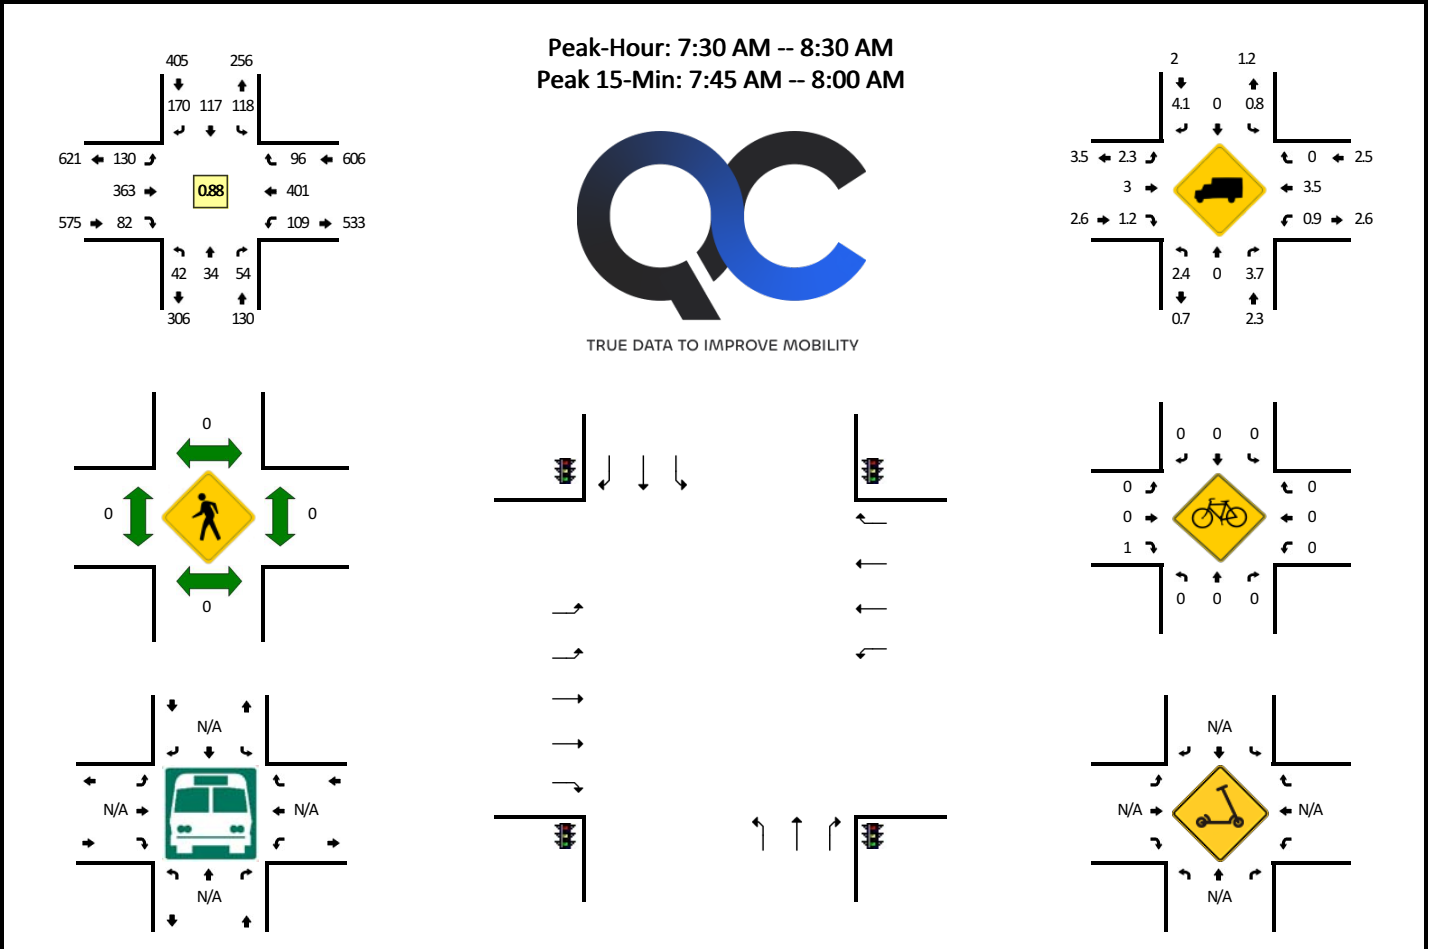 Peak-Hour: 7:30 AM -- 8:30 AM
Peak 15-Min: 7:45 AM -- 8:00 AM
405 256
170 117 118
621 130 96 606
363 0.88 401
575 82 109 533
42 34 54
306 130
QC
TRUE DATA TO IMPROVE MOBILITY
2 1.2
4.1 0 0.8
3.5 2.3 0 2.5
3 3.5
2.6 1.2 0.9 2.6
2.4 0 3.7
0.7 2.3
0
0 0
0
0 0 0
0 0
0 0
1 0
0 0 0
N/A
N/A N/A
N/A
N/A
N/A N/A
N/A